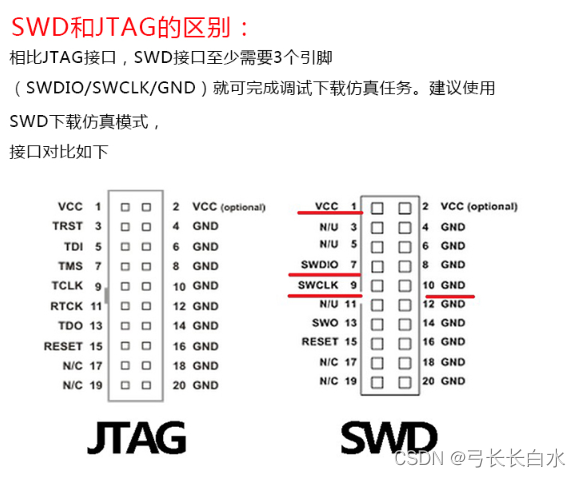 SWD和JTAG的区别：
相比JTAG接口，SWD接口至少需要3个引脚
（SWDIO/SWCLK/GND）就可完成调试下载仿真任务。建议使用
SWD下载仿真模式，
接口对比如下
VCC 1 2 VCC (optional)
TRST 3 4 GND
TDI 5 6 GND
TMS 7 8 GND
TCLK 9 10 GND
RTCK 11 12 GND
TDO 13 14 GND
RESET 15 16 GND
N/C 17 18 GND
N/C 19 20 GND
JTAG
VCC 1 2 VCC (optional)
N/U 3 4 GND
N/U 5 6 GND
SWDIO 7 8 GND
SWCLK 9 10 GND
N/U 11 12 GND
SWO 13 14 GND
RESET 15 16 GND
N/C 17 18 GND
N/C 19 20 GND
SWD
CSDN @弓长长白水